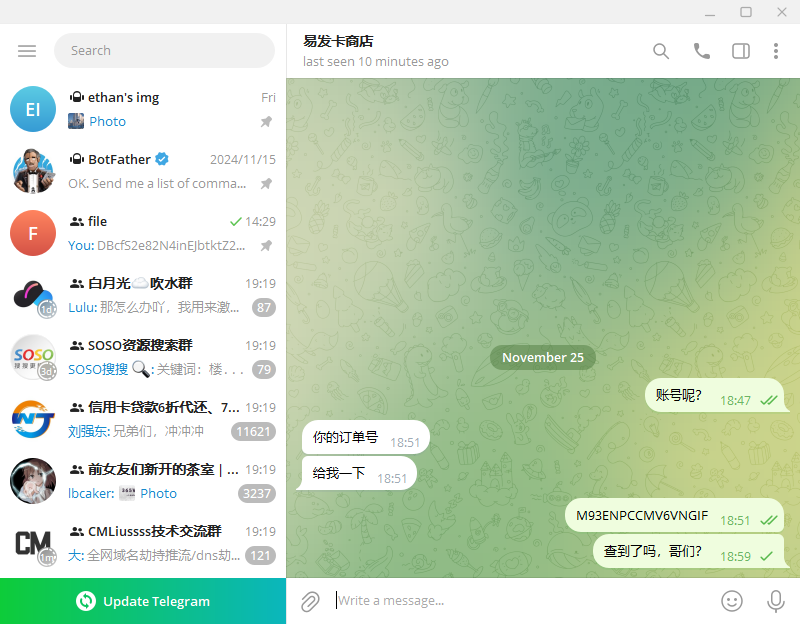 Search
EI
ethan's img
Fri
Photo
BotFather
2024/11/15
OK. Send me a list of comma...
F
file
14:29
You: DBcfS2e82N4inEJbtktZ2...
白月光☁️吹水群
19:19
Lulu: 那怎么办吖，我用来激...
87
1d
SOSO
SOSO资源搜索群
19:19
SOSO搜搜 🔍: 关键词：楼...
79
3d
信用卡贷款6折代还、7...
19:19
刘强东: 兄弟们，冲冲冲
11621
前女友们新开的茶室 | ...
19:19
lbcaker: Photo
3237
CM
CMLiussss技术交流群
19:19
大: 全网域名劫持推流/dns劫...
121
1m
Update Telegram
易发卡商店
last seen 10 minutes ago
November 25
账号呢?
18:47
你的订单号
18:51
给我一下
18:51
M93ENPCCMV6VNGIF
18:51
查到了吗，哥们?
18:59
Write a message...